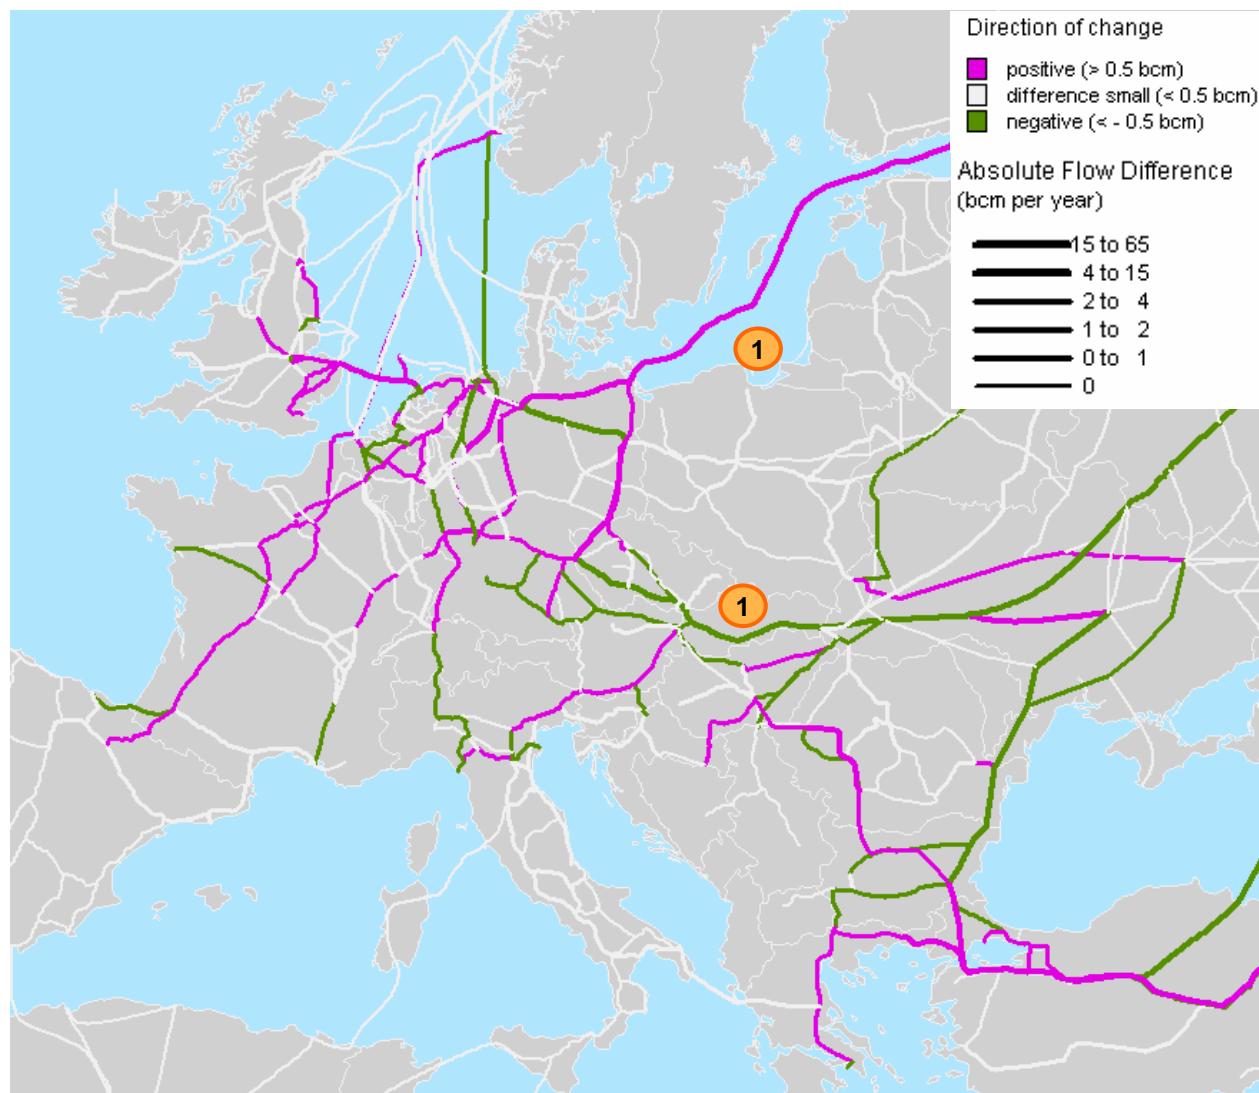 Direction of change
positive (> 0.5 bcm)
difference small (< 0.5 bcm)
negative (< - 0.5 bcm)
Absolute Flow Difference
(bcm per year)
15 to 65
4 to 15
2 to 4
1 to 2
0 to 1
0
1
1